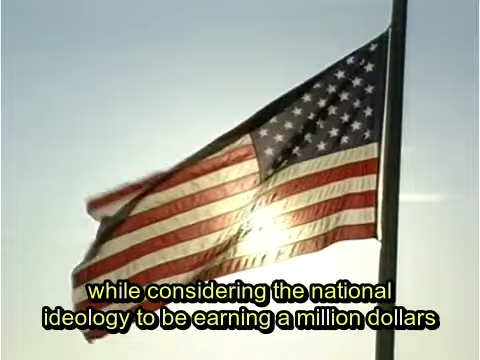 while considering the national
ideology to be earning a million dollars